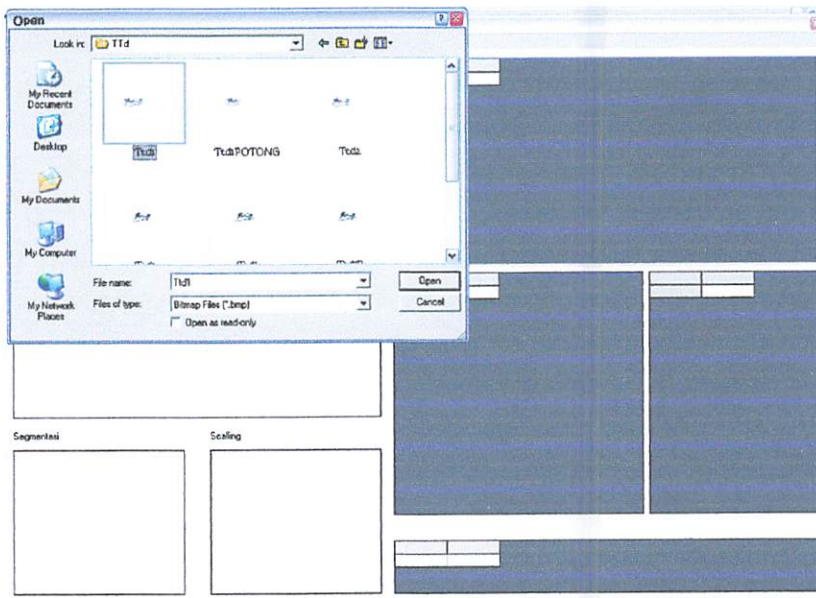 Open
Look in: TTd
My Recent
Documents
Desktop
My Documents
My Computer
My Network
Places
Ttd1
Ttd1POTONG
Ttd2
File name: Ttd1
Open
Files of type: Bitmap Files (*.bmp)
Cancel
Open as read-only
Segmentasi
Scaling